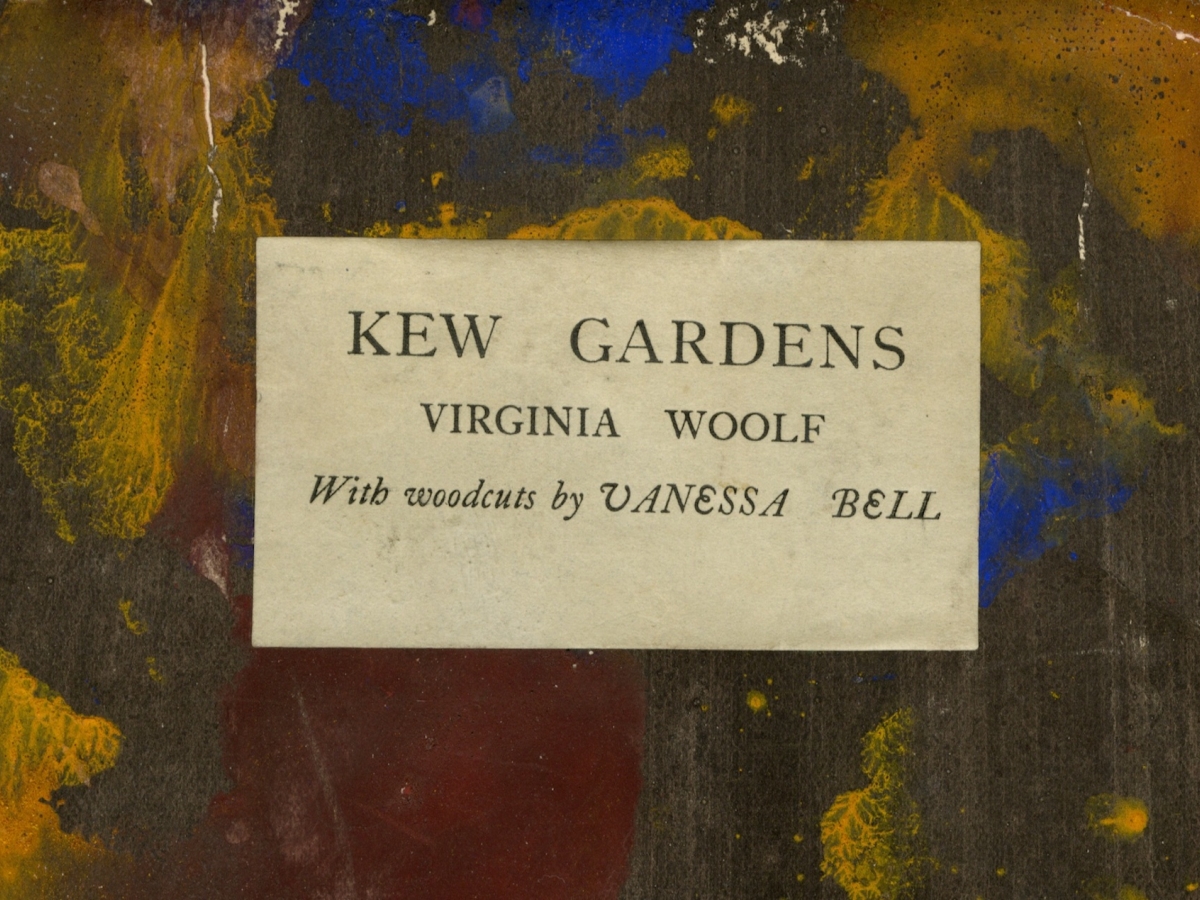 KEW GARDENS
VIRGINIA WOOLF
With woodcuts by VANESSA BELL